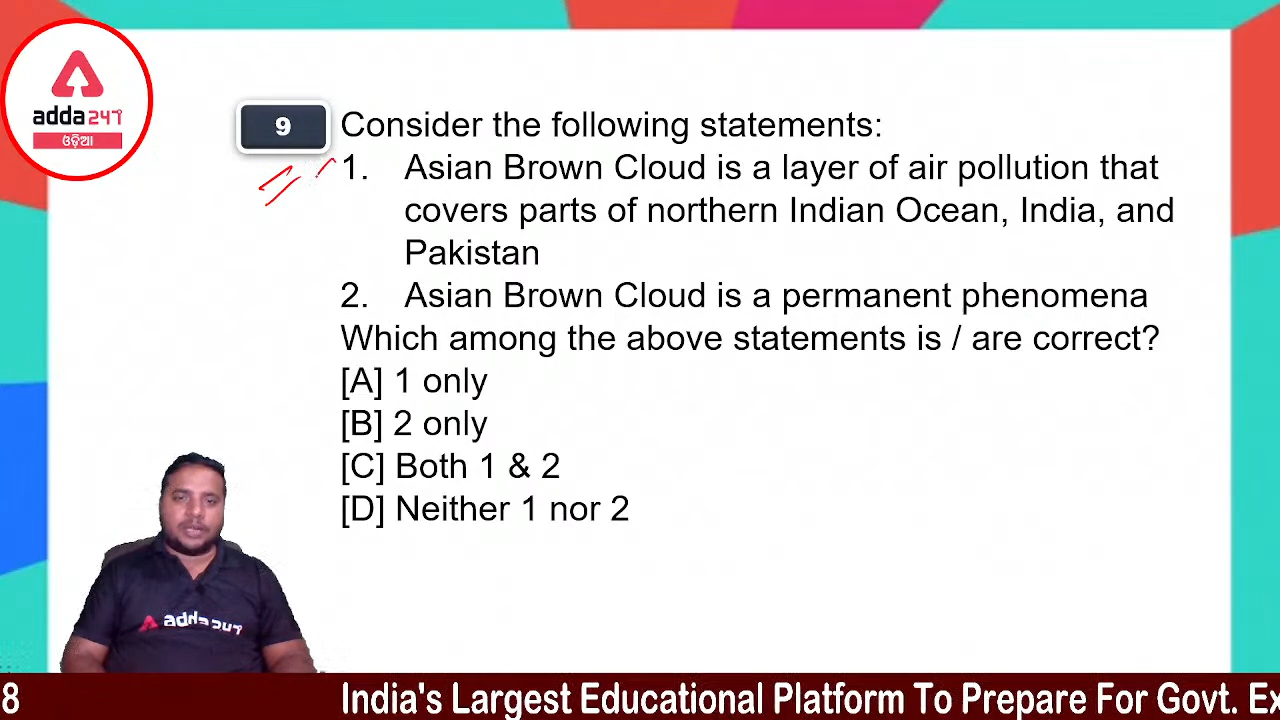 adda247
ଓଡ଼ିଆ
9
Consider the following statements:
1. Asian Brown Cloud is a layer of air pollution that
covers parts of northern Indian Ocean, India, and
Pakistan
2. Asian Brown Cloud is a permanent phenomena
Which among the above statements is / are correct?
[A] 1 only
[B] 2 only
[C] Both 1 & 2
[D] Neither 1 nor 2
adda247
8 India's Largest Educational Platform To Prepare For Govt. Ex